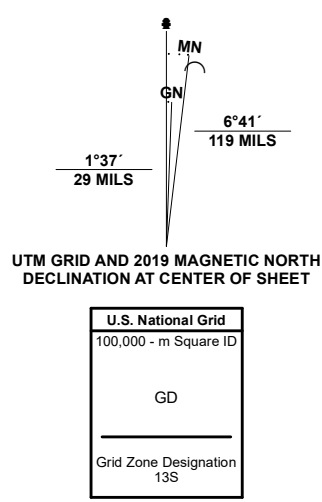 MN
GN
6°41´
119 MILS
1°37´
29 MILS
UTM GRID AND 2019 MAGNETIC NORTH
DECLINATION AT CENTER OF SHEET
U.S. National Grid
100,000 - m Square ID
GD
Grid Zone Designation
13S